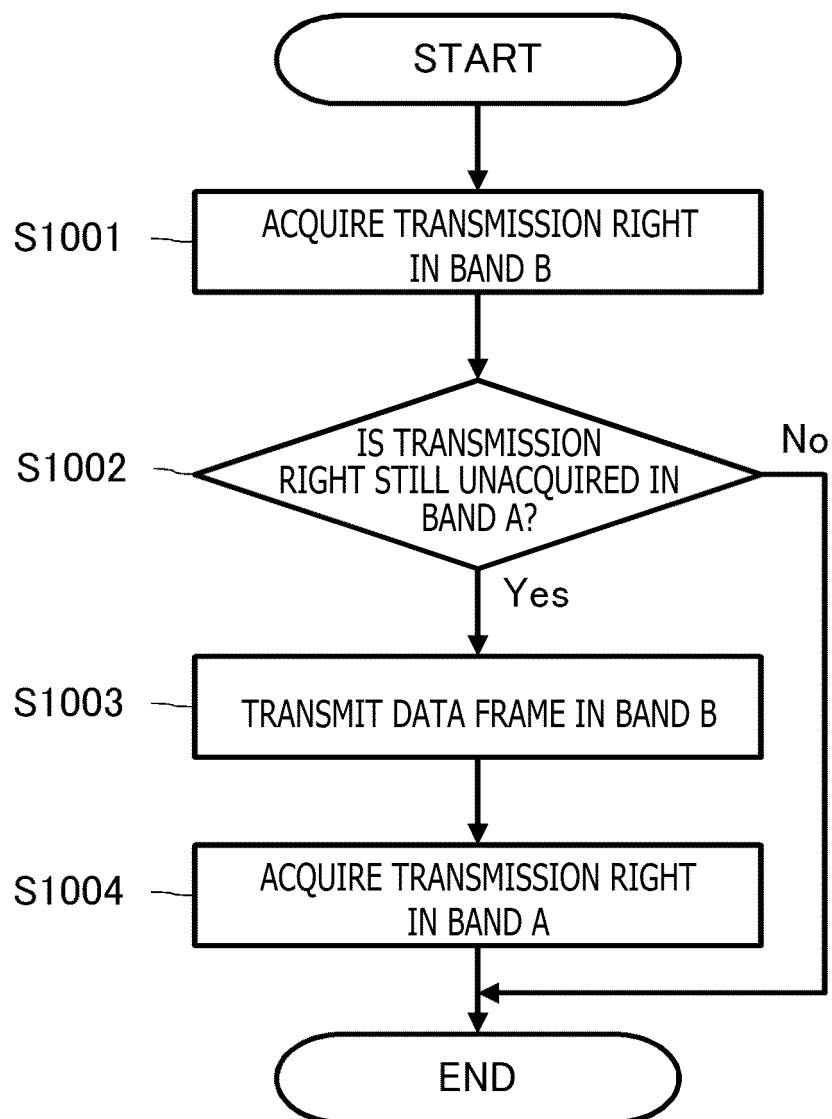 START
S1001
ACQUIRE TRANSMISSION RIGHT
IN BAND B
S1002
IS TRANSMISSION
RIGHT STILL UNACQUIRED IN
BAND A?
No
Yes
S1003
TRANSMIT DATA FRAME IN BAND B
S1004
ACQUIRE TRANSMISSION RIGHT
IN BAND A
END